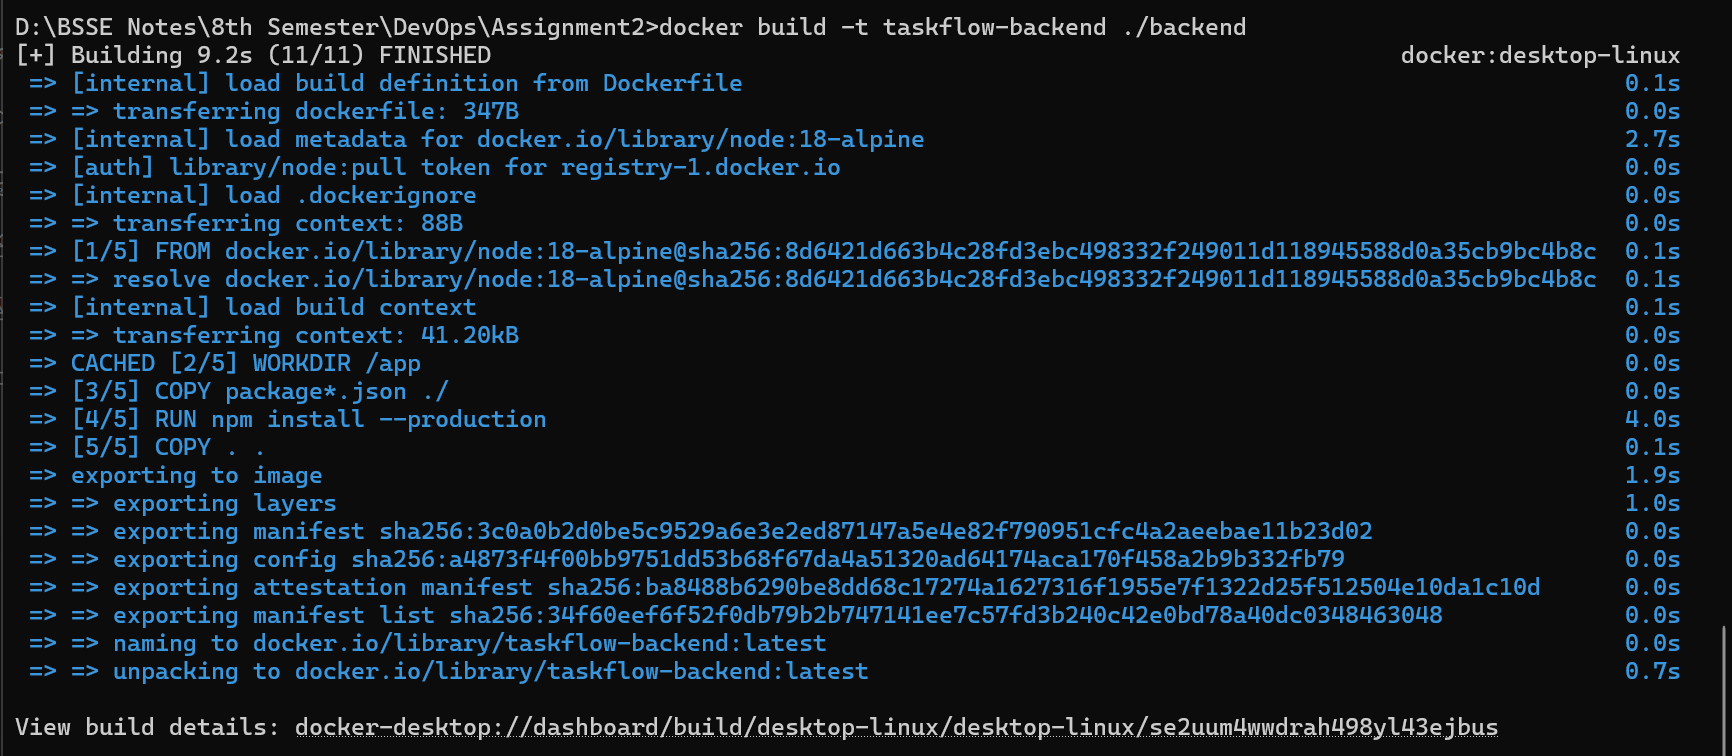 D:\BSSE Notes\8th Semester\DevOps\Assignment2>docker build -t taskflow-backend ./backend
[+] Building 9.2s (11/11) FINISHED docker:desktop-linux
=> [internal] load build definition from Dockerfile 0.1s
=> => transferring dockerfile: 347B 0.0s
=> [internal] load metadata for docker.io/library/node:18-alpine 2.7s
=> [auth] library/node:pull token for registry-1.docker.io 0.0s
=> [internal] load .dockerignore 0.0s
=> => transferring context: 88B 0.0s
=> [1/5] FROM docker.io/library/node:18-alpine@sha256:8d6421d663b4c28fd3ebc498332f249011d118945588d0a35cb9bc4b8c 0.1s
=> => resolve docker.io/library/node:18-alpine@sha256:8d6421d663b4c28fd3ebc498332f249011d118945588d0a35cb9bc4b8c 0.1s
=> [internal] load build context 0.1s
=> => transferring context: 41.20kB 0.0s
=> CACHED [2/5] WORKDIR /app 0.0s
=> [3/5] COPY package*.json ./ 0.0s
=> [4/5] RUN npm install --production 4.0s
=> [5/5] COPY . . 0.1s
=> exporting to image 1.9s
=> => exporting layers 1.0s
=> => exporting manifest sha256:3c0a0b2d0be5c9529a6e3e2ed87147a5e4e82f790951cfc4a2aeebae11b23d02 0.0s
=> => exporting config sha256:a4873f4f00bb9751dd53b68f67da4a51320ad64174aca170f458a2b9b332fb79 0.0s
=> => exporting attestation manifest sha256:ba8488b6290be8dd68c17274a1627316f1955e7f1322d25f512504e10da1c10d 0.0s
=> => exporting manifest list sha256:34f60eef6f52f0db79b2b747141ee7c57fd3b240c42e0bd78a40dc0348463048 0.0s
=> => naming to docker.io/library/taskflow-backend:latest 0.0s
=> => unpacking to docker.io/library/taskflow-backend:latest 0.7s
View build details: docker-desktop://dashboard/build/desktop-linux/desktop-linux/se2uum4wwdrah498yl43ejbus